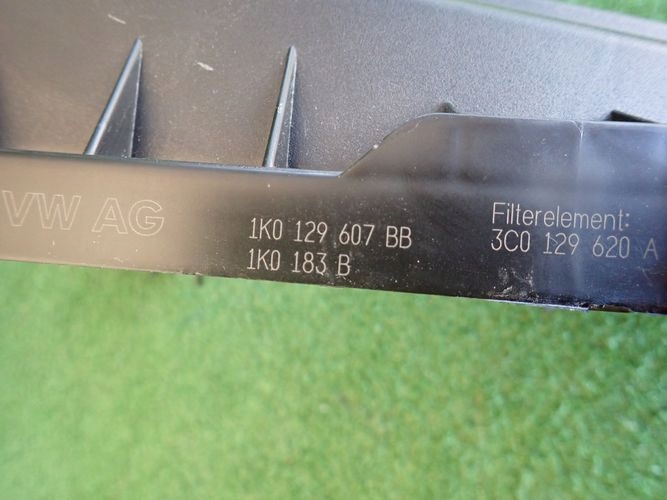 VW AG
1K0 129 607 BB
1K0 183 B
Filterelement:
3C0 129 620 A